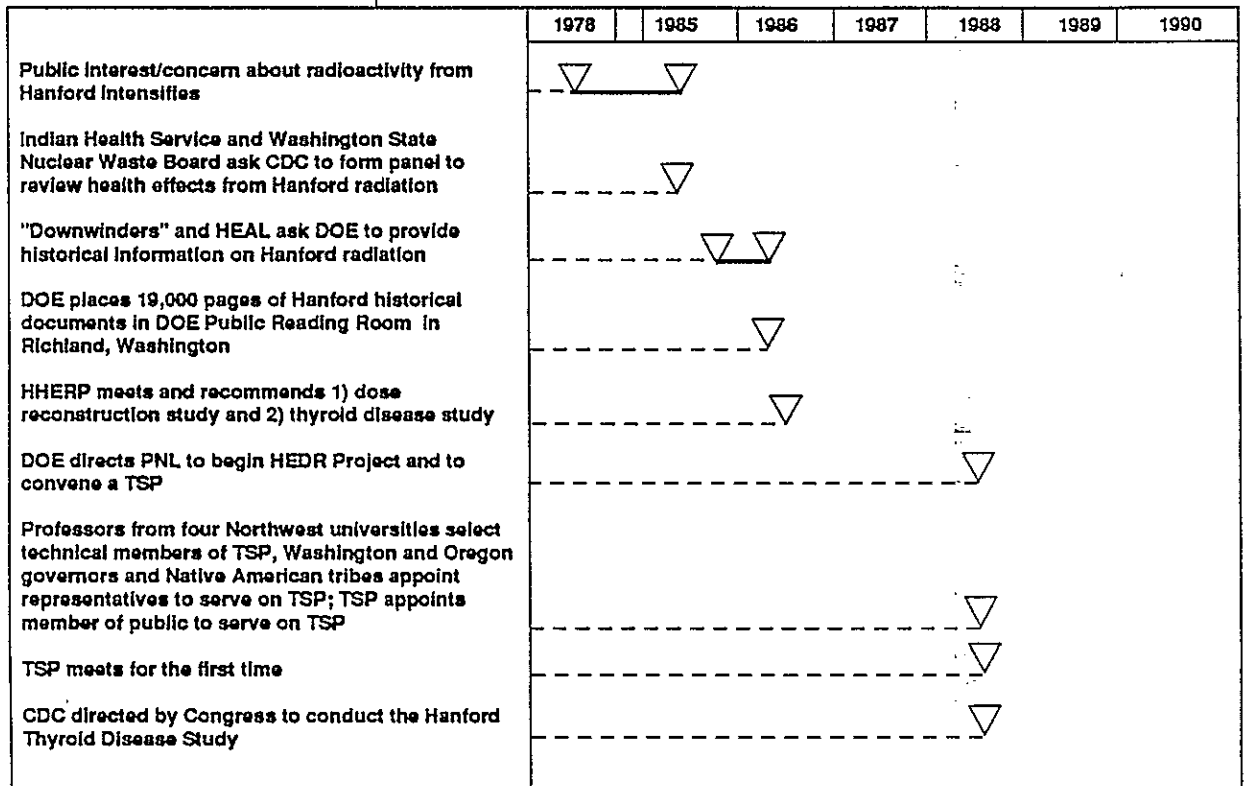 1978 1985 1986 1987 1988 1989 1990
Public Interest/concern about radioactivity from
Hanford Intensifies
Indian Health Service and Washington State
Nuclear Waste Board ask CDC to form panel to
review health effects from Hanford radiation
"Downwinders" and HEAL ask DOE to provide
historical information on Hanford radiation
DOE places 19,000 pages of Hanford historical
documents in DOE Public Reading Room in
Richland, Washington
HHERP meets and recommends 1) dose
reconstruction study and 2) thyroid disease study
DOE directs PNL to begin HEDR Project and to
convene a TSP
Professors from four Northwest universities select
technical members of TSP, Washington and Oregon
governors and Native American tribes appoint
representatives to serve on TSP; TSP appoints
member of public to serve on TSP
TSP meets for the first time
CDC directed by Congress to conduct the Hanford
Thyroid Disease Study